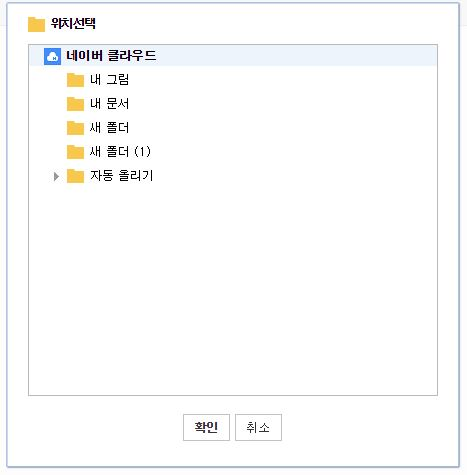 위치선택
네이버 클라우드
내 그림
내 문서
새 폴더
새 폴더 (1)
자동 올리기
확인 취소